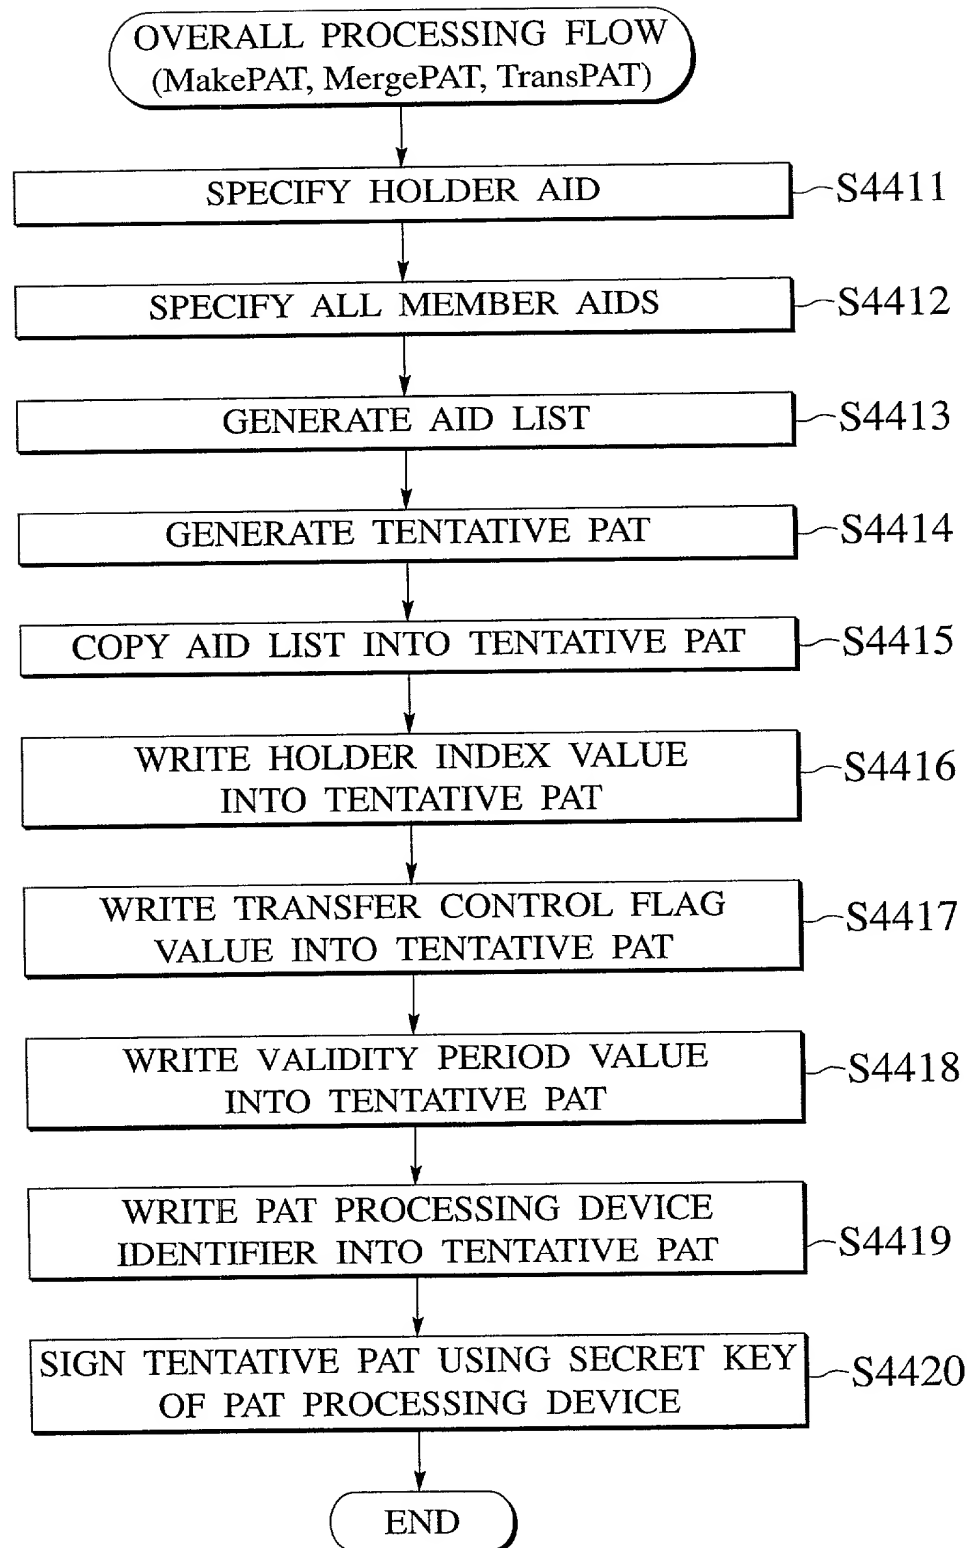 OVERALL PROCESSING FLOW
(MakePAT, MergePAT, TransPAT)
SPECIFY HOLDER AID
S4411
SPECIFY ALL MEMBER AIDS
S4412
GENERATE AID LIST
S4413
GENERATE TENTATIVE PAT
S4414
COPY AID LIST INTO TENTATIVE PAT
S4415
WRITE HOLDER INDEX VALUE
INTO TENTATIVE PAT
S4416
WRITE TRANSFER CONTROL FLAG
VALUE INTO TENTATIVE PAT
S4417
WRITE VALIDITY PERIOD VALUE
INTO TENTATIVE PAT
S4418
WRITE PAT PROCESSING DEVICE
IDENTIFIER INTO TENTATIVE PAT
S4419
SIGN TENTATIVE PAT USING SECRET KEY
OF PAT PROCESSING DEVICE
S4420
END